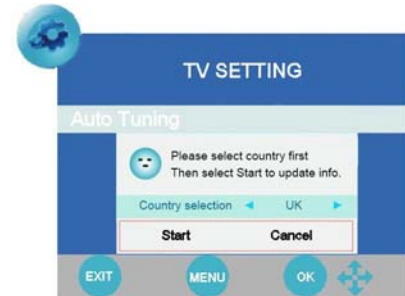 TV SETTING
Auto Tuning
Please select country first
Then select Start to update info.
Country selection UK
Start Cancel
EXIT MENU OK